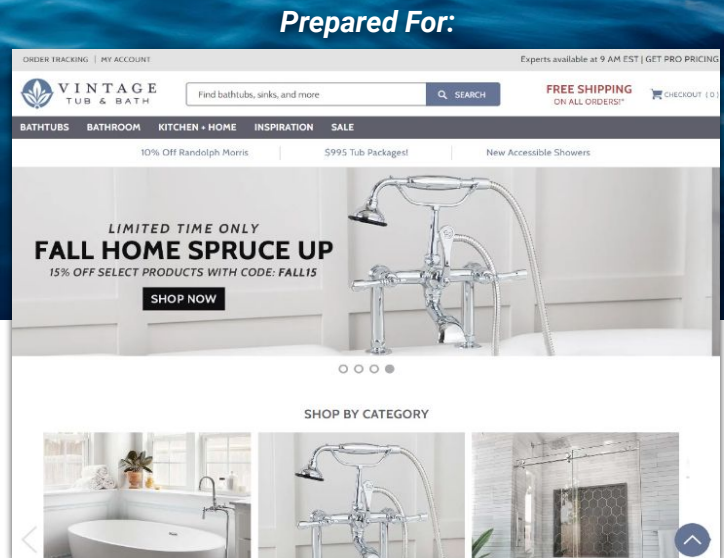 Prepared For:
ORDER TRACKING | MY ACCOUNT
Experts available at 9 AM EST | GET PRO PRICING
VINTAGE
TUB & BATH
Find bathtubs, sinks, and more
SEARCH
FREE SHIPPING
ON ALL ORDERS!*
CHECKOUT ( 0 )
BATHTUBS BATHROOM KITCHEN + HOME INSPIRATION SALE
10% Off Randolph Morris
$995 Tub Packages!
New Accessible Showers
LIMITED TIME ONLY
FALL HOME SPRUCE UP
15% OFF SELECT PRODUCTS WITH CODE: FALL15
SHOP NOW
SHOP BY CATEGORY